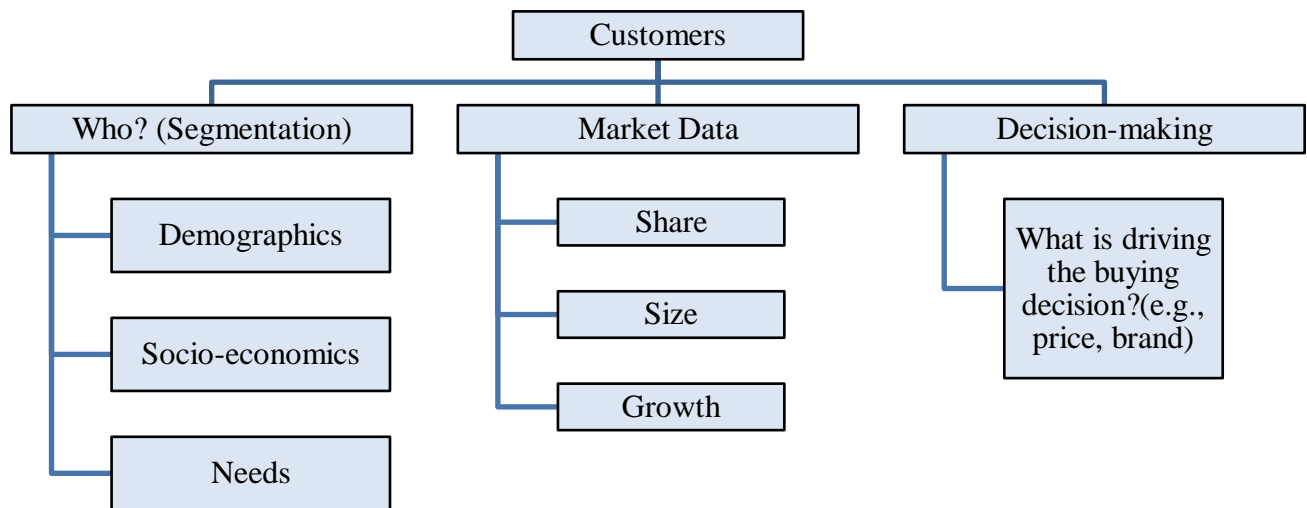 Customers
Who? (Segmentation)
Market Data
Decision-making
Demographics
Socio-economics
Needs
Share
Size
Growth
What is driving
the buying
decision?(e.g.,
price, brand)